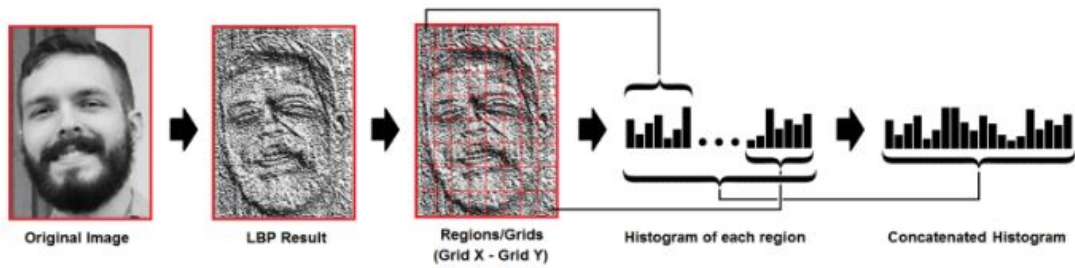 Original Image
LBP Result
Regions/Grids
(Grid X - Grid Y)
Histogram of each region
Concatenated Histogram